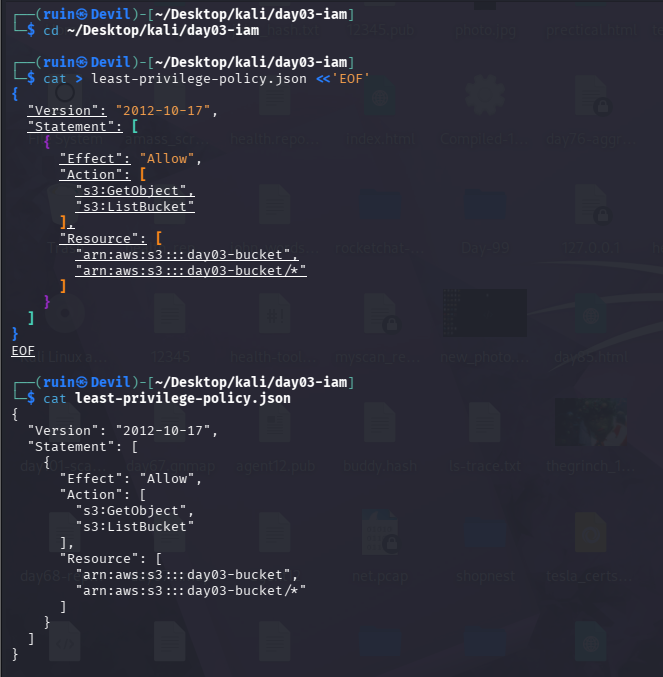 ┌──(ruin㉿Devil)-[~/Desktop/kali/day03-iam]
└─$ cd ~/Desktop/kali/day03-iam
┌──(ruin㉿Devil)-[~/Desktop/kali/day03-iam]
└─$ cat > least-privilege-policy.json <<'EOF'
{
  "Version": "2012-10-17",
  "Statement": [
    {
      "Effect": "Allow",
      "Action": [
        "s3:GetObject",
        "s3:ListBucket"
      ],
      "Resource": [
        "arn:aws:s3:::day03-bucket",
        "arn:aws:s3:::day03-bucket/*"
      ]
    }
  ]
}
EOF
┌──(ruin㉿Devil)-[~/Desktop/kali/day03-iam]
└─$ cat least-privilege-policy.json
{
  "Version": "2012-10-17",
  "Statement": [
    {
      "Effect": "Allow",
      "Action": [
        "s3:GetObject",
        "s3:ListBucket"
      ],
      "Resource": [
        "arn:aws:s3:::day03-bucket",
        "arn:aws:s3:::day03-bucket/*"
      ]
    }
  ]
}